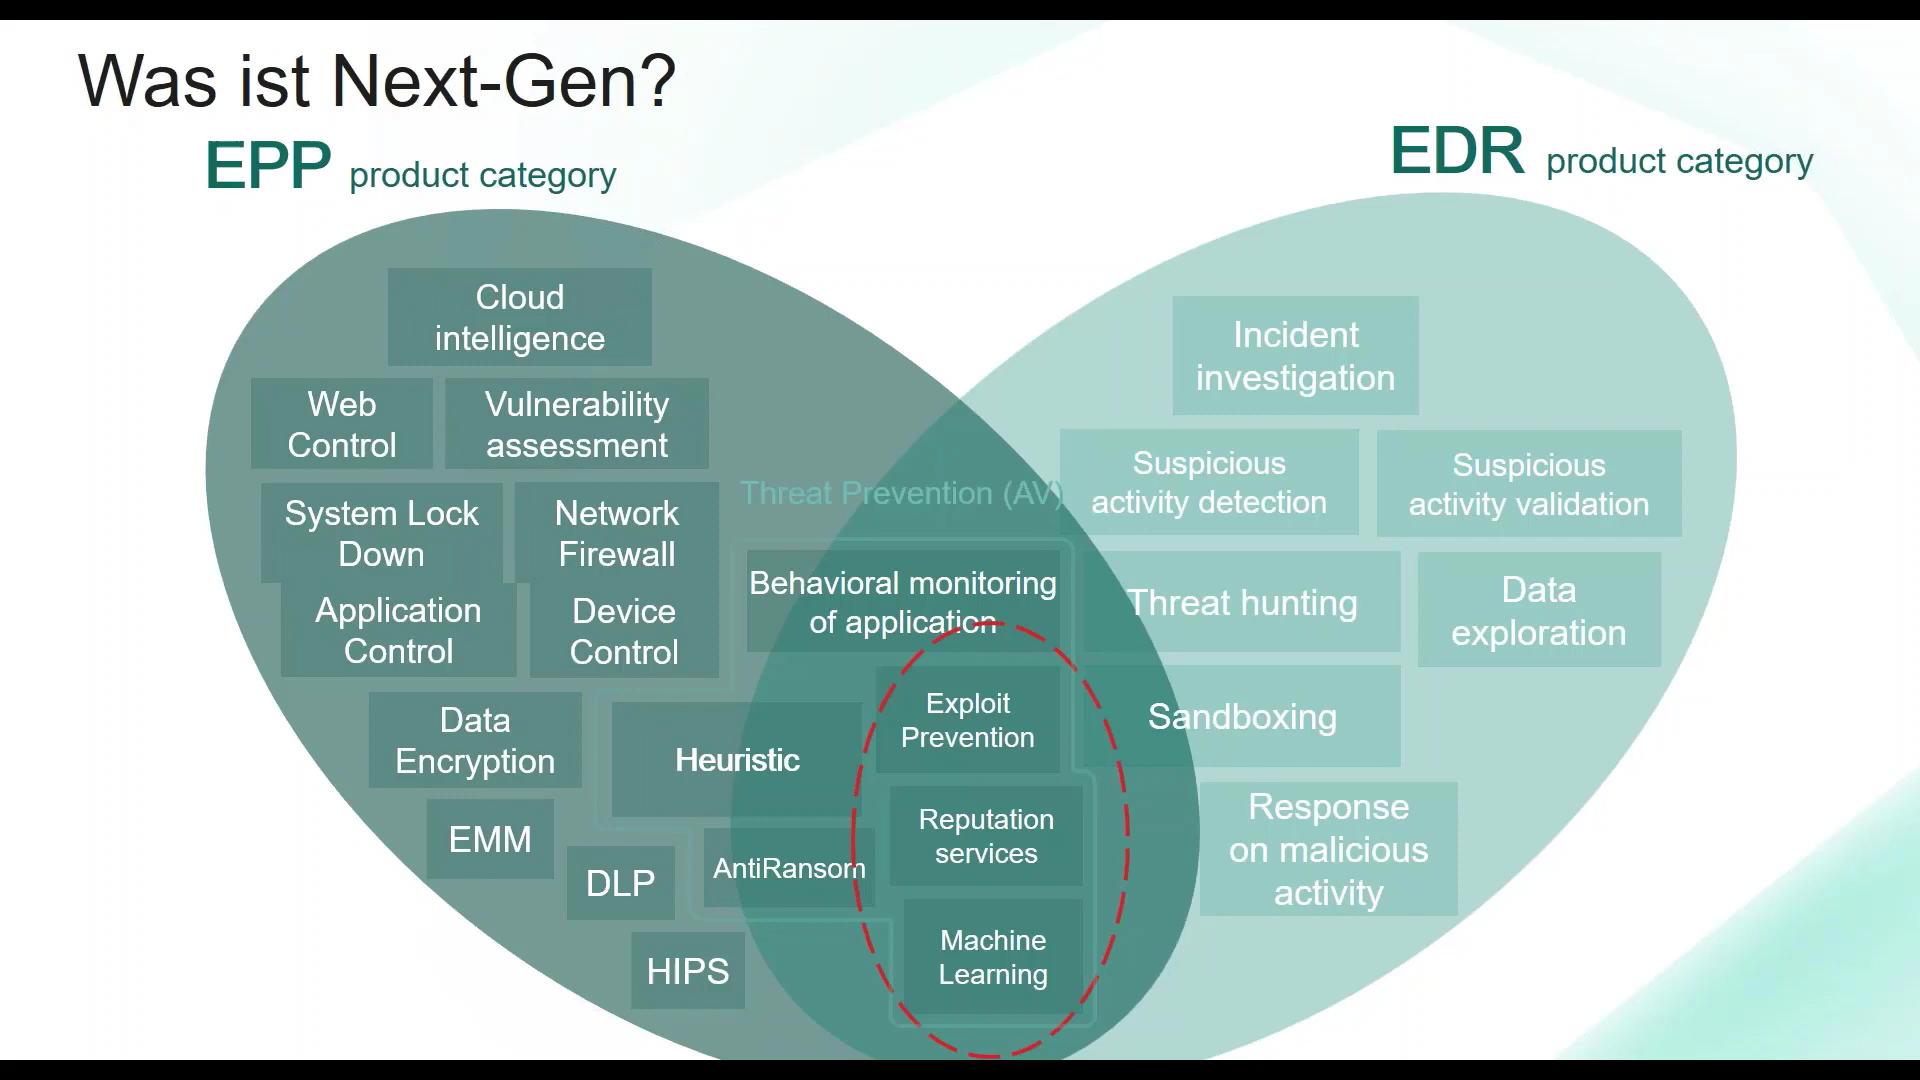 Was ist Next-Gen?
EPP product category
EDR product category
Cloud
intelligence
Web
Control
Vulnerability
assessment
System Lock
Down
Network
Firewall
Application
Control
Device
Control
Data
Encryption
EMM
DLP
HIPS
Threat Prevention (AV)
Behavioral monitoring
of application
Heuristic
AntiRansom
Exploit
Prevention
Reputation
services
Machine
Learning
Incident
investigation
Suspicious
activity detection
Suspicious
activity validation
Threat hunting
Data
exploration
Sandboxing
Response
on malicious
activity